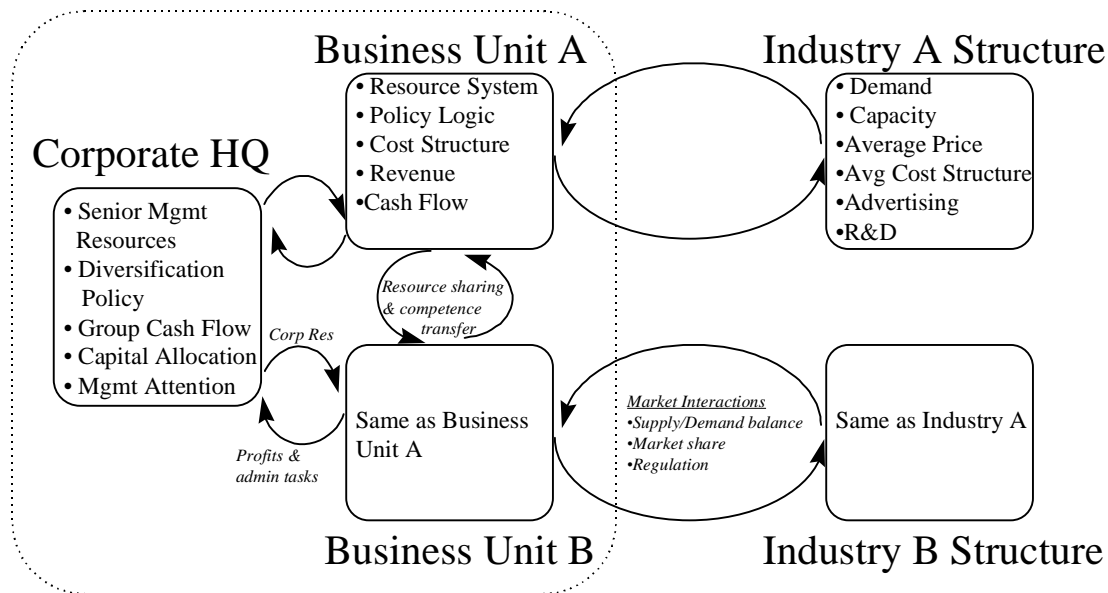 Business Unit A
• Resource System
• Policy Logic
• Cost Structure
• Revenue
•Cash Flow
Industry A Structure
• Demand
• Capacity
•Average Price
•Avg Cost Structure
•Advertising
•R&D
Corporate HQ
• Senior Mgmt
Resources
• Diversification
Policy
• Group Cash Flow
• Capital Allocation
• Mgmt Attention
Resource sharing
& competence
transfer
Corp Res
Profits &
admin tasks
Same as Business
Unit A
Business Unit B
Market Interactions
•Supply/Demand balance
•Market share
•Regulation
Same as Industry A
Industry B Structure